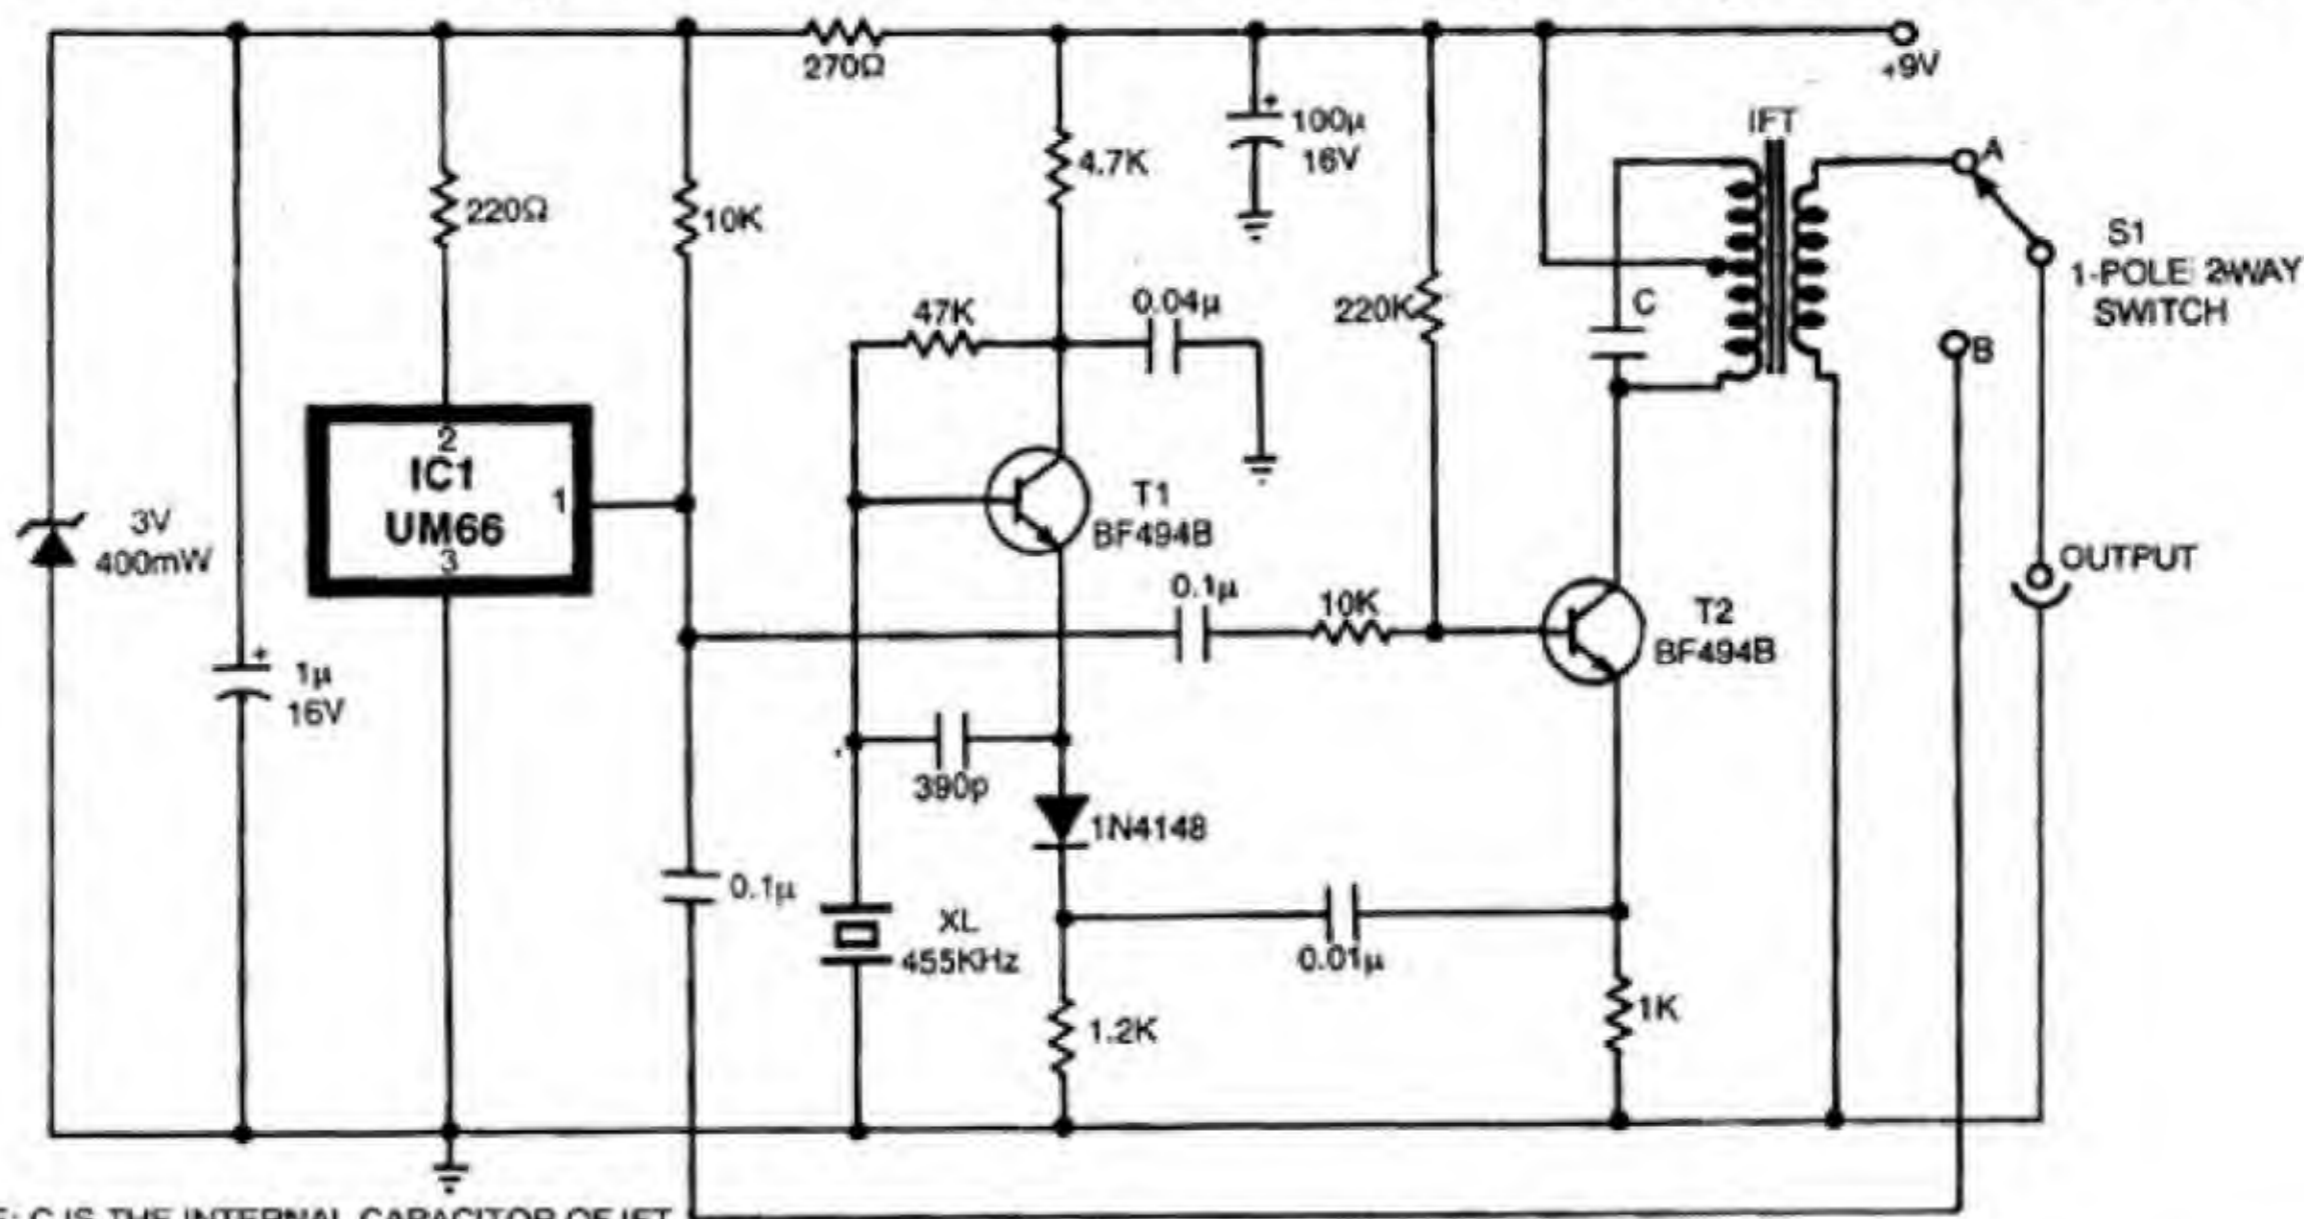 270Ω
+9V
IFT
100μ
16V
A
4.7K
220Ω
10K
S1
1-POLE 2-WAY
SWITCH
47K
0.04μ
220K
C
B
2
IC1
1
UM66
3
3V
400mW
T1
BF494B
OUTPUT
0.1μ
10K
T2
BF494B
1μ
16V
390p
1N4148
0.1μ
XL
455KHz
0.01μ
1.2K
1K
: C IS THE INTERNAL CAPACITOR OF IFT